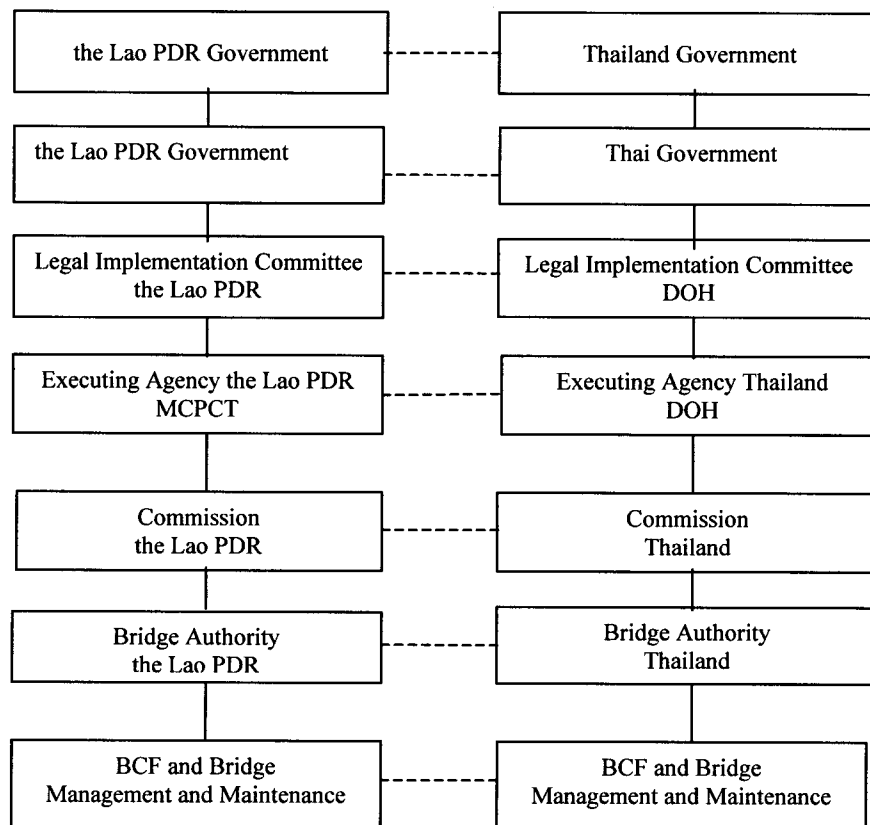 the Lao PDR Government
Thailand Government
the Lao PDR Government
Thai Government
Legal Implementation Committee
the Lao PDR
Legal Implementation Committee
DOH
Executing Agency the Lao PDR
MCPCT
Executing Agency Thailand
DOH
Commission
the Lao PDR
Commission
Thailand
Bridge Authority
the Lao PDR
Bridge Authority
Thailand
BCF and Bridge
Management and Maintenance
BCF and Bridge
Management and Maintenance